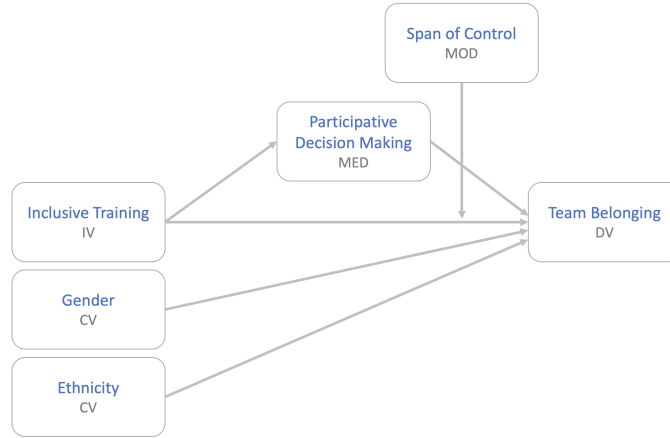 Span of Control
MOD
Participative
Decision Making
MED
Inclusive Training
IV
Team Belonging
DV
Gender
CV
Ethnicity
CV